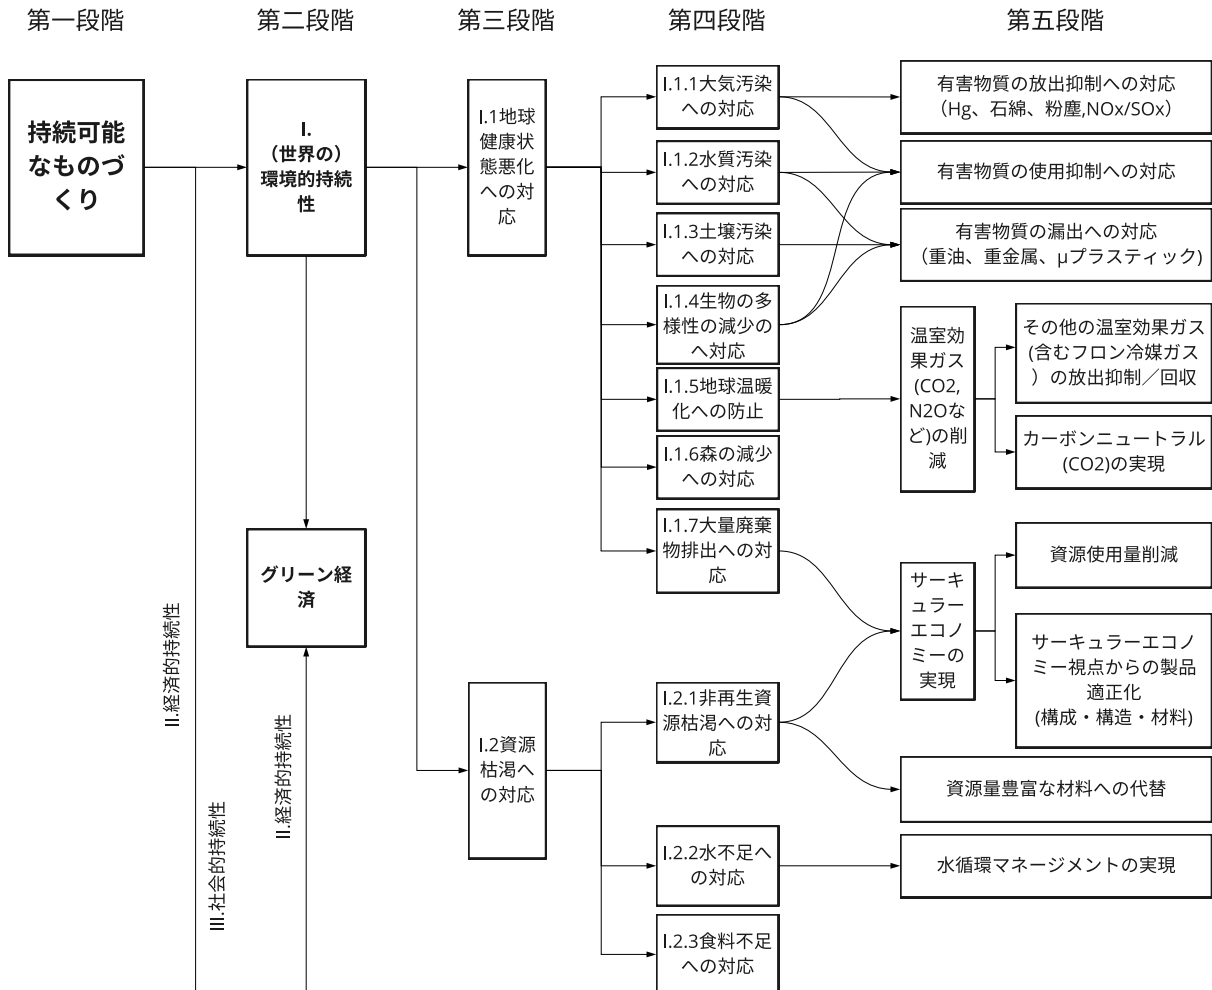 第一段階
第二段階
第三段階
第四段階
第五段階
持続可能
なものづ
くり
I.
（世界の）
環境的持続
性
グリーン経
済
II.経済的持続性
III.社会的持続性
II.経済的持続性
I.1地球
健康状
態悪化
への対
応
I.2資源
枯渇へ
の対応
I.1.1大気汚染
への対応
I.1.2水質汚染
への対応
I.1.3土壌汚染
への対応
I.1.4生物の多
様性の減少の
へ対応
I.1.5地球温暖
化への防止
I.1.6森の減少
への対応
I.1.7大量廃棄
物排出への対
応
I.2.1非再生資
源枯渇への対
応
I.2.2水不足へ
の対応
I.2.3食料不足
への対応
有害物質の放出抑制への対応
（Hg、石綿、粉塵,NOx/SOx）
有害物質の使用抑制への対応
有害物質の漏出への対応
（重油、重金属、μプラスティック)
温室効
果ガス
(CO2,
N2Oな
ど)の削
減
その他の温室効果ガス
(含むフロン冷媒ガス
）の放出抑制／回収
カーボンニュートラル
(CO2)の実現
サーキ
ュラー
エコノ
ミーの
実現
資源使用量削減
サーキュラーエコノ
ミー視点からの製品
適正化
(構成・構造・材料)
資源量豊富な材料への代替
水循環マネージメントの実現